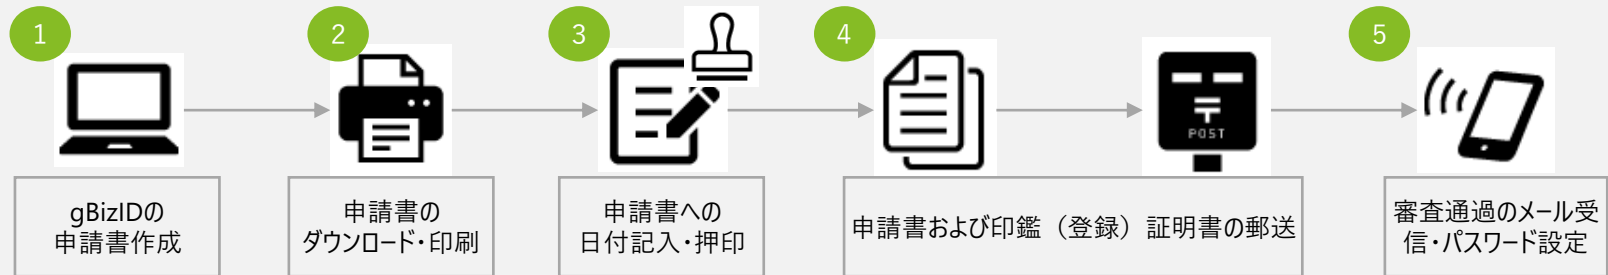 1
2
3
4
5
POST
gBizIDの
申請書作成
申請書の
ダウンロード・印刷
申請書への
日付記入・押印
申請書および印鑑（登録）証明書の郵送
審査通過のメール受
信・パスワード設定